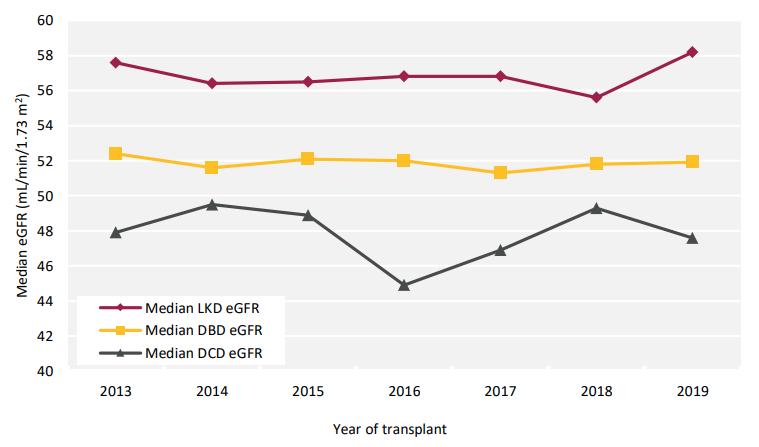 60
58
56
54
52
50
48
46
44
42
40
Median eGFR (mL/min/1.73 m²)
Median LKD eGFR
Median DBD eGFR
Median DCD eGFR
2013 2014 2015 2016 2017 2018 2019
Year of transplant